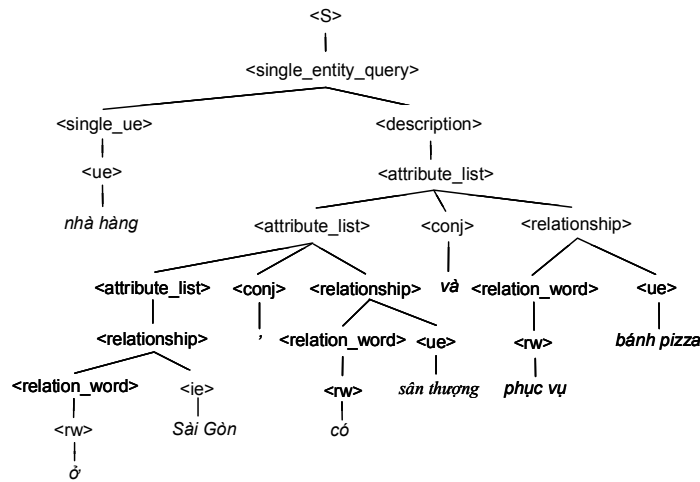 <S>
<single_entity_query>
<single_ue> <description>
<ue> <attribute_list>
nhà hàng <attribute_list> <conj> <relationship>
<attribute_list> <conj> <relationship> và <relation_word> <ue>
<relationship> , <relation_word> <ue> <rw> bánh pizza
<relation_word> <ie> <rw> sân thượng phục vụ
<rw> Sài Gòn có
ở